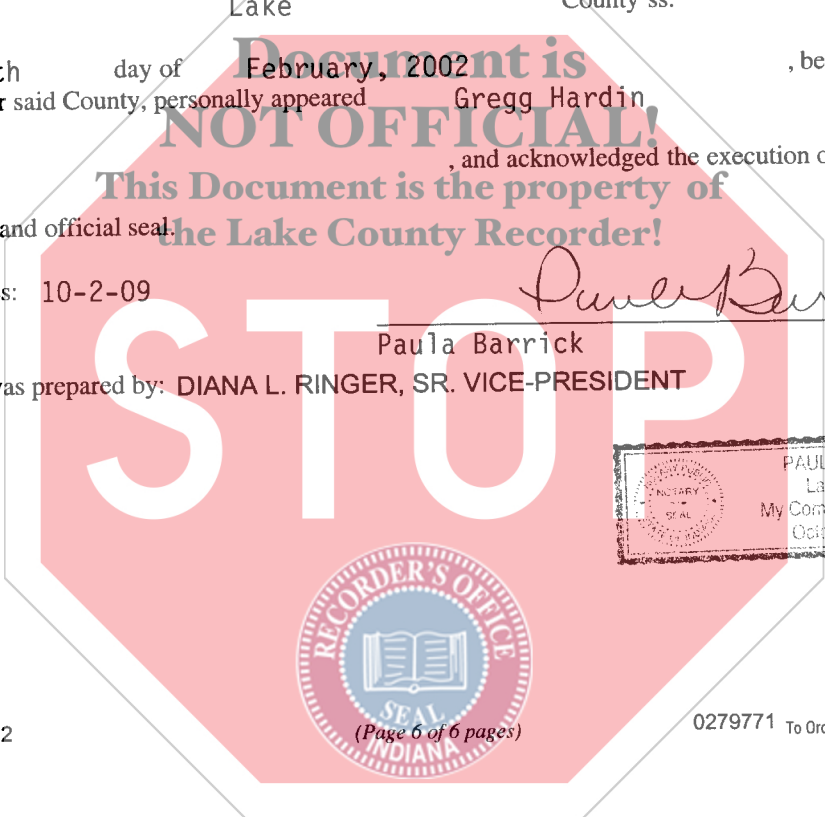 Lake County ss:
th day of February, 2002 , be
r said County, personally appeared Gregg Hardin
, and acknowledged the execution o
and official seal.
s: 10-2-09
Paula Barrick
as prepared by: DIANA L. RINGER, SR. VICE-PRESIDENT
Document is
NOT OFFICIAL!
This Document is the property of
the Lake County Recorder!
STOP
PAUL
NOTARY
La
SEAL
My Com
RECORDER'S OFFICE
SEAL
INDIANA
2 (Page 6 of 6 pages) 0279771 To Ord